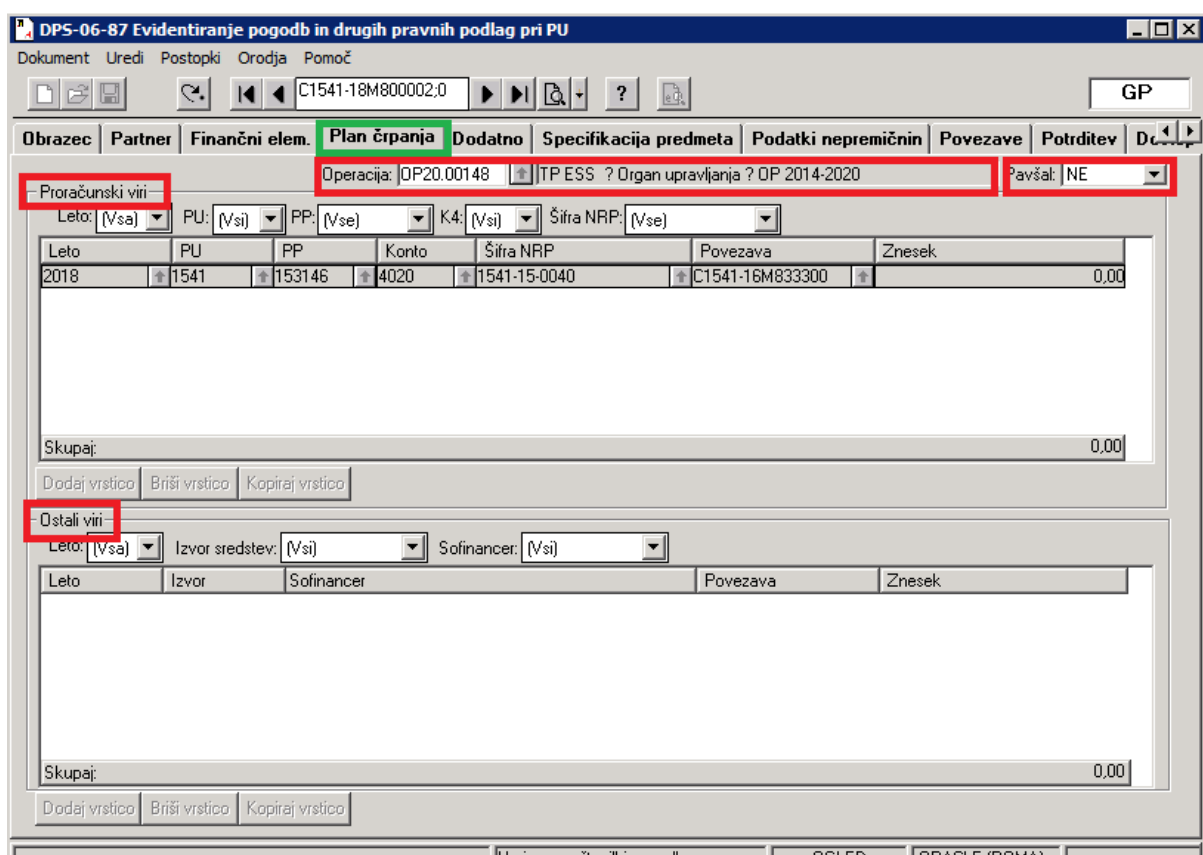 DPS-06-87 Evidentiranje pogodb in drugih pravnih podlag pri PU
Dokument Uredi Postopki Orodja Pomoč
C1541-18M800002;0 ? GP
Obrazec Partner Finančni elem. Plan črpanja Dodatno Specifikacija predmeta Podatki nepremičnin Povezave Potrditev
Operacija: OP20.00148 TP ESS ? Organ upravljanja ? OP 2014-2020 Pavšal: NE
Proračunski viri
Leto: (Vsa) PU: (Vsi) PP: (Vse) K4: (Vsi) Šifra NRP: (Vse)
Leto PU PP Konto Šifra NRP Povezava Znesek
2018 1541 153146 4020 1541-15-0040 C1541-16M833300 0,00
Skupaj: 0,00
Dodaj vrstico Briši vrstico Kopiraj vrstico
Ostali viri
Leto: (Vsa) Izvor sredstev: (Vsi) Sofinancer: (Vsi)
Leto Izvor Sofinancer Povezava Znesek
Skupaj: 0,00
Dodaj vrstico Briši vrstico Kopiraj vrstico